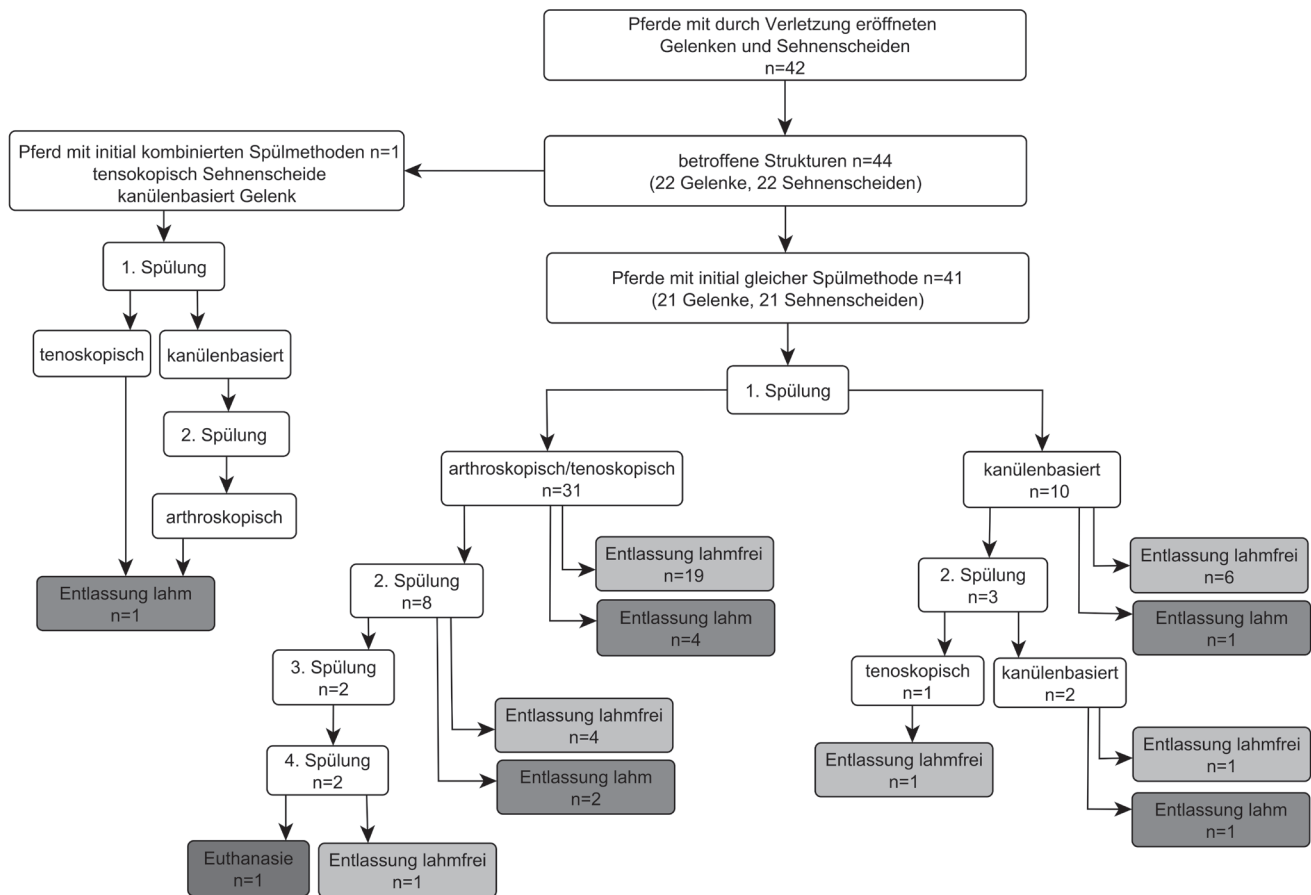 Pferde mit durch Verletzung eröffneten
Gelenken und Sehnenscheiden
n=42
Pferd mit initial kombinierten Spülmethoden n=1
tensokopisch Sehnenscheide
kanülenbasiert Gelenk
betroffene Strukturen n=44
(22 Gelenke, 22 Sehnenscheiden)
1. Spülung
Pferde mit initial gleicher Spülmethode n=41
(21 Gelenke, 21 Sehnenscheiden)
tenoskopisch
kanülenbasiert
2. Spülung
arthroskopisch
Entlassung lahm
n=1
1. Spülung
arthroskopisch/tenoskopisch
n=31
kanülenbasiert
n=10
Entlassung lahmfrei
n=19
Entlassung lahm
n=4
2. Spülung
n=8
3. Spülung
n=2
Entlassung lahmfrei
n=4
Entlassung lahm
n=2
4. Spülung
n=2
Euthanasie
n=1
Entlassung lahmfrei
n=1
Entlassung lahmfrei
n=6
Entlassung lahm
n=1
2. Spülung
n=3
tenoskopisch
n=1
kanülenbasiert
n=2
Entlassung lahmfrei
n=1
Entlassung lahmfrei
n=1
Entlassung lahm
n=1